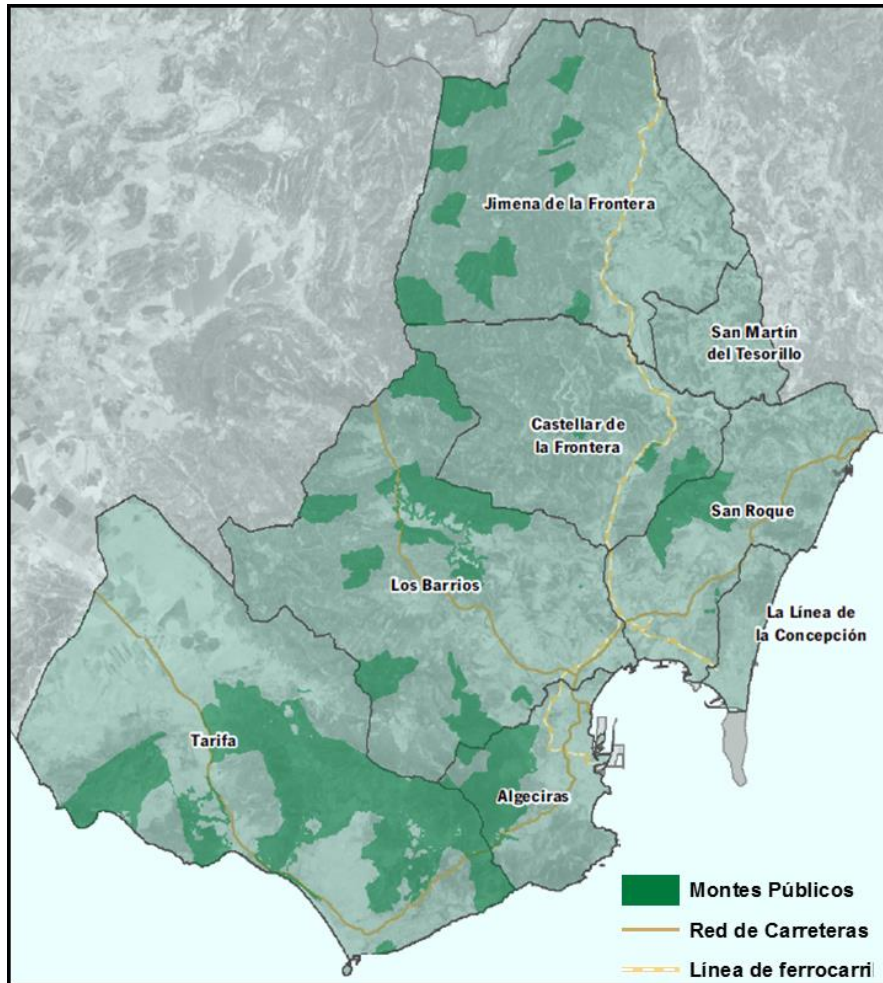 Jimena de la Frontera
San Martín
del Tesorillo
Castellar de
la Frontera
San Roque
Los Barrios
La Línea de
la Concepción
Tarifa
Algeciras
Montes Públicos
Red de Carreteras
Línea de ferrocarri